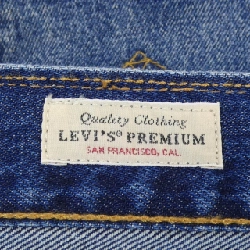 Quality Clothing
LEVI'S® PREMIUM
SAN FRANCISCO, CAL.